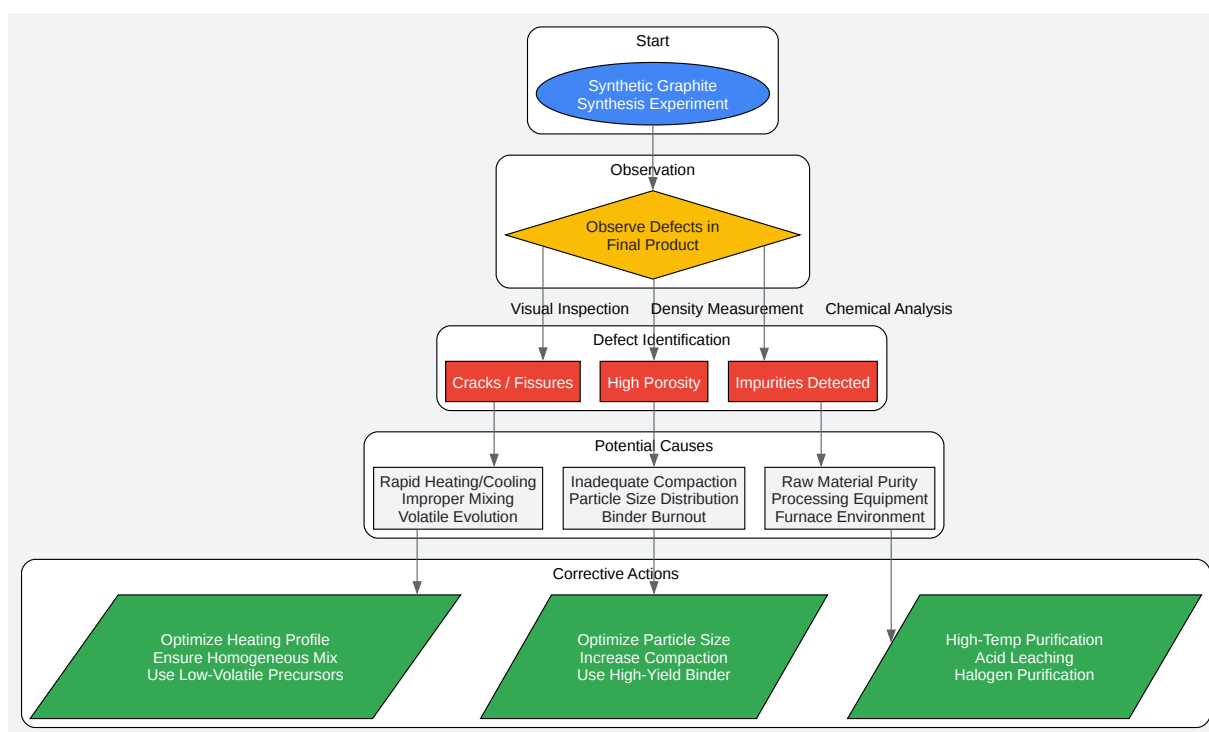 Start
Synthetic Graphite
Synthesis Experiment
Observation
Observe Defects in
Final Product
Visual Inspection
Density Measurement
Chemical Analysis
Defect Identification
Cracks / Fissures
High Porosity
Impurities Detected
Potential Causes
Rapid Heating/Cooling
Improper Mixing
Volatile Evolution
Inadequate Compaction
Particle Size Distribution
Binder Burnout
Raw Material Purity
Processing Equipment
Furnace Environment
Corrective Actions
Optimize Heating Profile
Ensure Homogeneous Mix
Use Low-Volatile Precursors
Optimize Particle Size
Increase Compaction
Use High-Yield Binder
High-Temp Purification
Acid Leaching
Halogen Purification